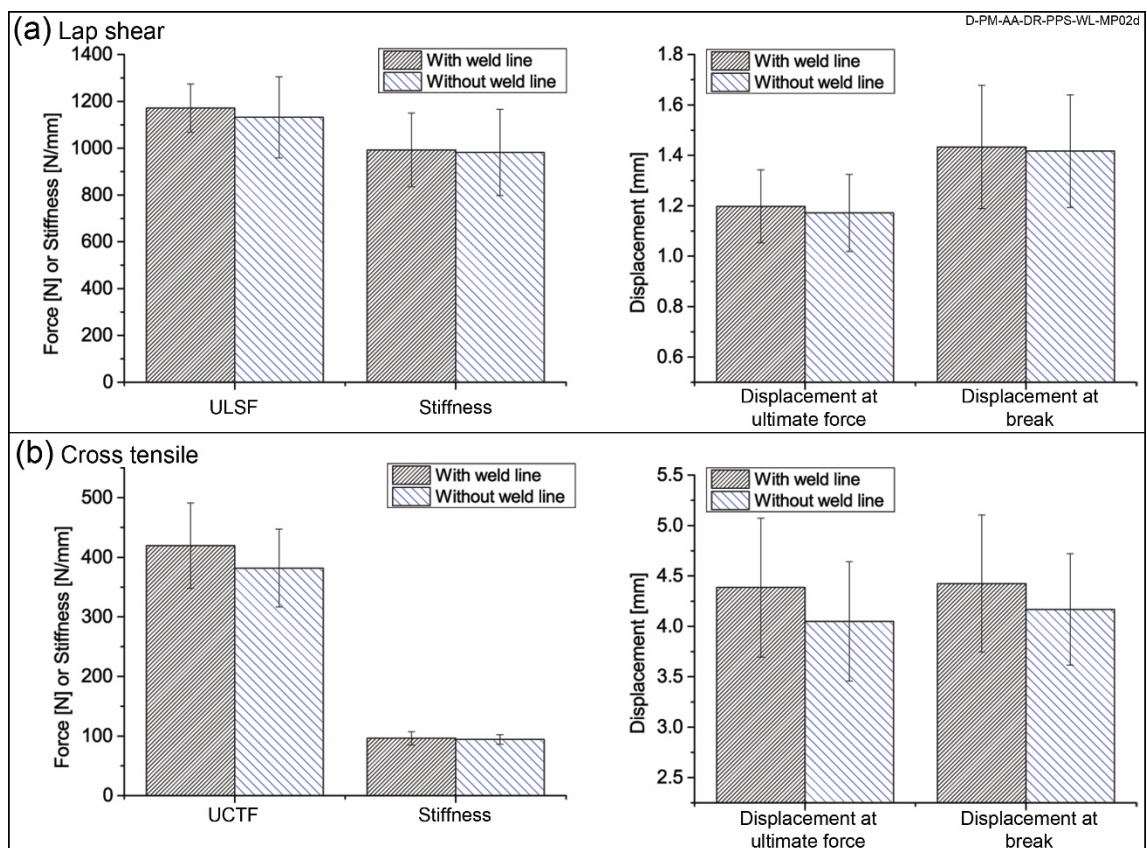 D-PM-AA-DR-PPS-WL-MP02d
(a) Lap shear
Force [N] or Stiffness [N/mm]
1400
1200
1000
800
600
400
200
0
With weld line
Without weld line
ULSF
Stiffness
Displacement [mm]
1.8
1.6
1.4
1.2
1.0
0.8
0.6
With weld line
Without weld line
Displacement at
ultimate force
Displacement at
break
(b) Cross tensile
Force [N] or Stiffness [N/mm]
500
400
300
200
100
0
With weld line
Without weld line
UCTF
Stiffness
Displacement [mm]
5.5
5.0
4.5
4.0
3.5
3.0
2.5
With weld line
Without weld line
Displacement at
ultimate force
Displacement at
break